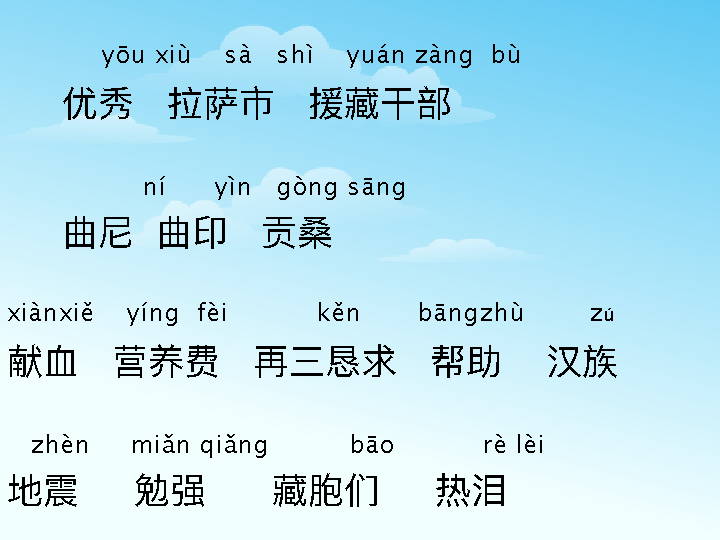 yōu xiù sà shì yuán zàng bù
优秀 拉萨市 援藏干部
ní yìn gòng sāng
曲尼 曲印 贡桑
xiànxiě yíng fèi kěn bāngzhù zú
献血 营养费 再三恳求 帮助 汉族
zhèn miǎn qiǎng bāo rè lèi
地震 勉强 藏胞们 热泪